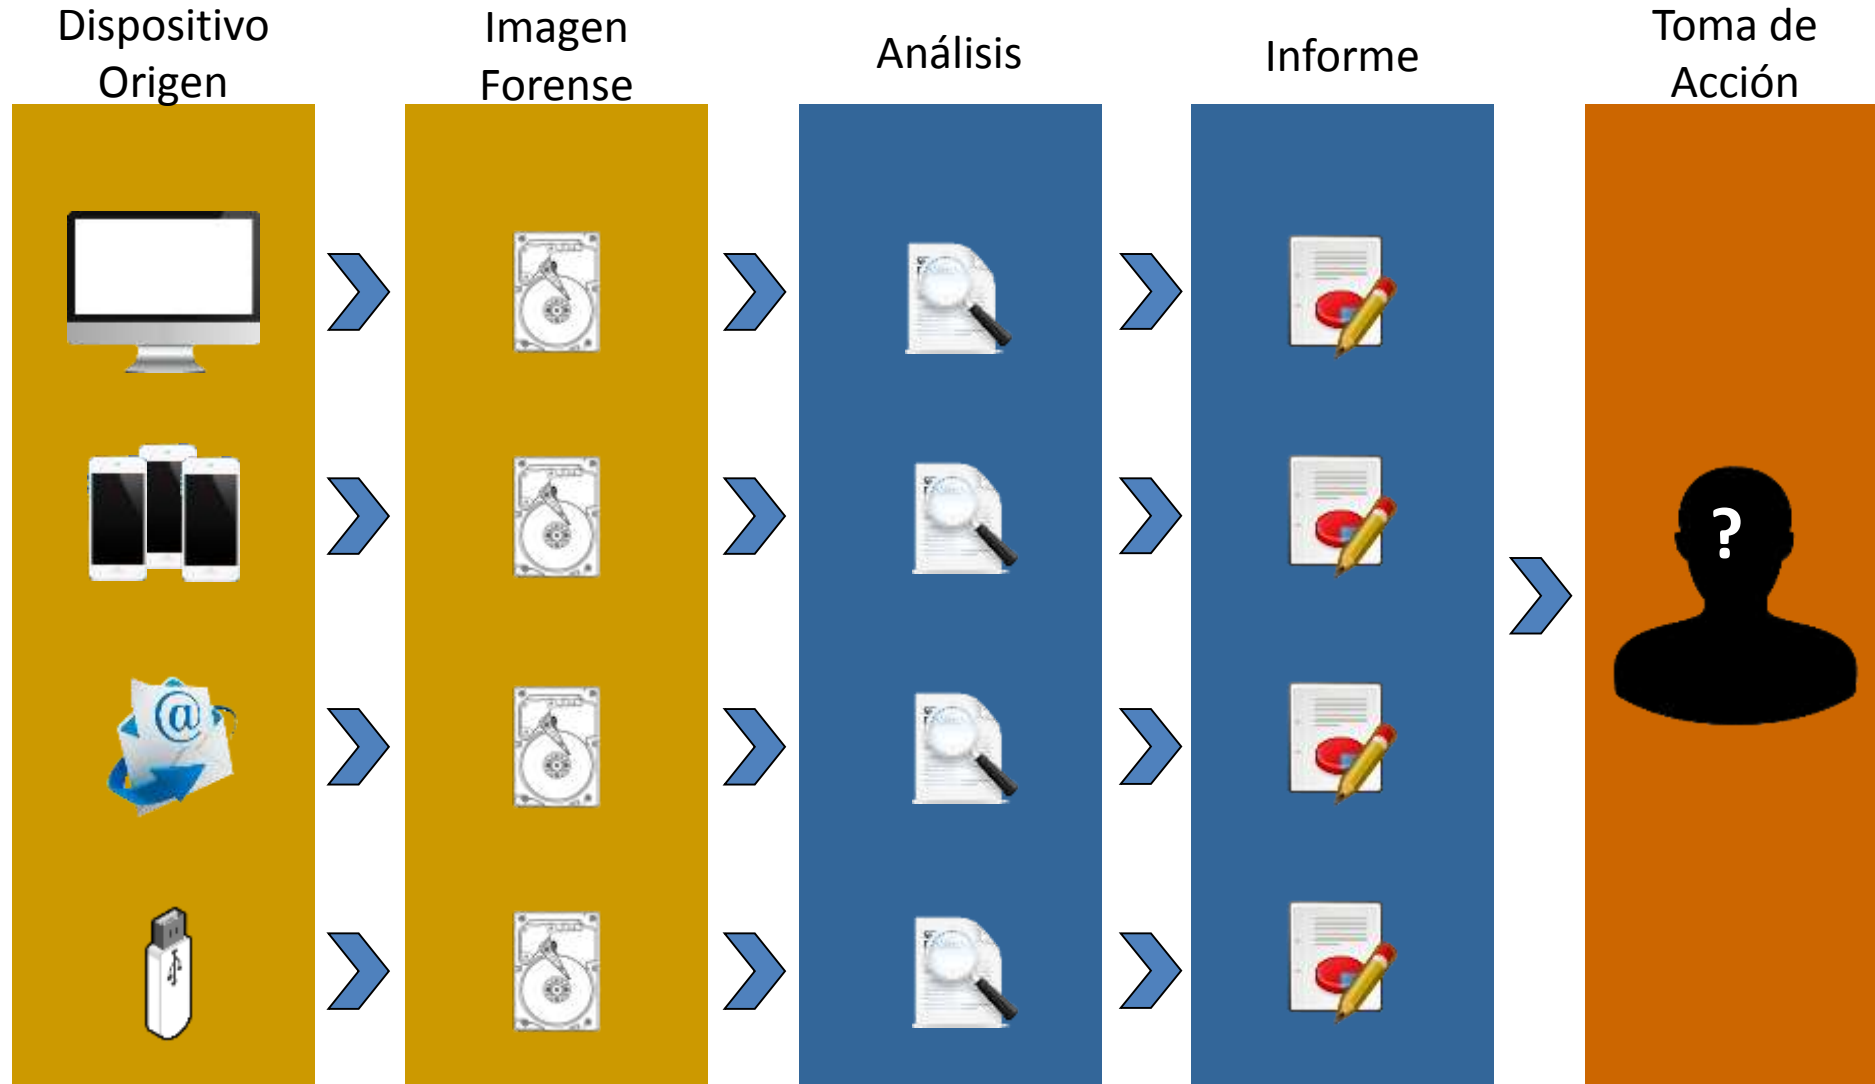 Dispositivo
Origen
Imagen
Forense
Análisis
Informe
Toma de
Acción
@
?